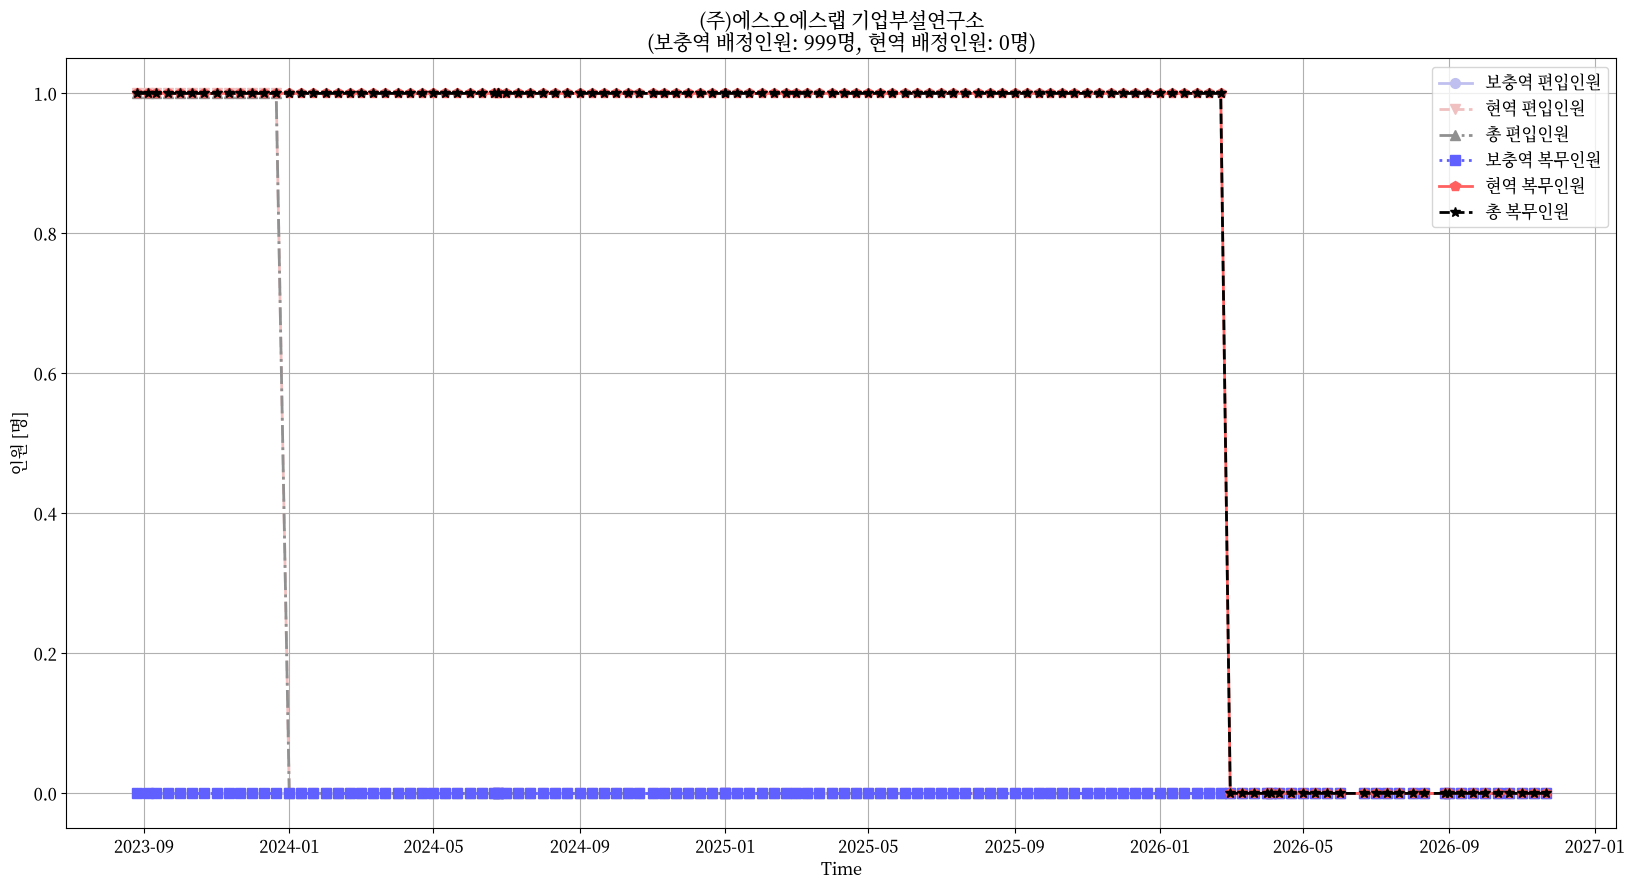 (주)에스오에스랩 기업부설연구소
(보충역 배정인원: 999명, 현역 배정인원: 0명)
보충역 편입인원
현역 편입인원
총 편입인원
보충역 복무인원
현역 복무인원
총 복무인원
인원 [명]
1.0
0.8
0.6
0.4
0.2
0.0
2023-09 2024-01 2024-05 2024-09 2025-01 2025-05 2025-09 2026-01 2026-05 2026-09 2027-01
Time